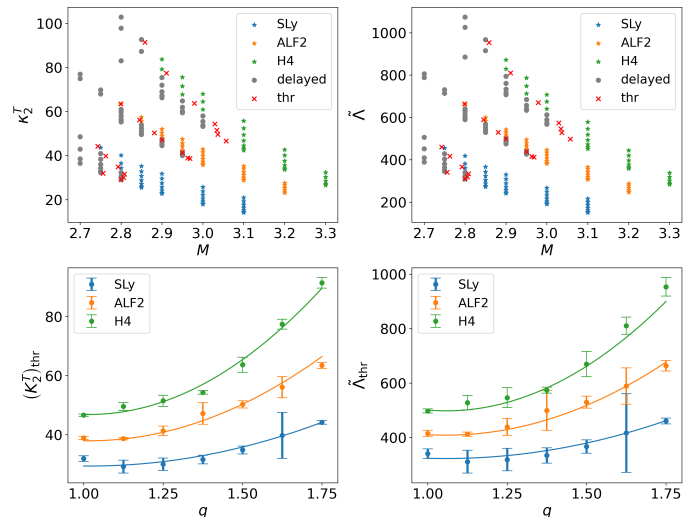 SLy
ALF2
H4
delayed
thr
100
80
60
40
20
κ₂ᵀ
2.7 2.8 2.9 3.0 3.1 3.2 3.3
M
SLy
ALF2
H4
delayed
thr
1000
800
600
400
200
Λ̃
2.7 2.8 2.9 3.0 3.1 3.2 3.3
M
SLy
ALF2
H4
80
60
40
(κ₂ᵀ)thr
1.00 1.25 1.50 1.75
q
SLy
ALF2
H4
1000
800
600
400
Λ̃thr
1.00 1.25 1.50 1.75
q